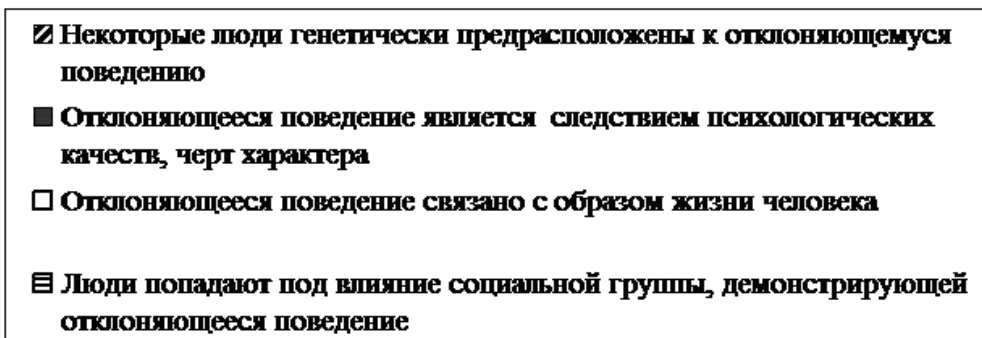 Некоторые люди генетически предрасположены к отклоняющемуся
поведению
Отклоняющееся поведение является следствием психологических
качеств, черт характера
Отклоняющееся поведение связано с образом жизни человека
Люди попадают под влияние социальной группы, демонстрирующей
отклоняющееся поведение